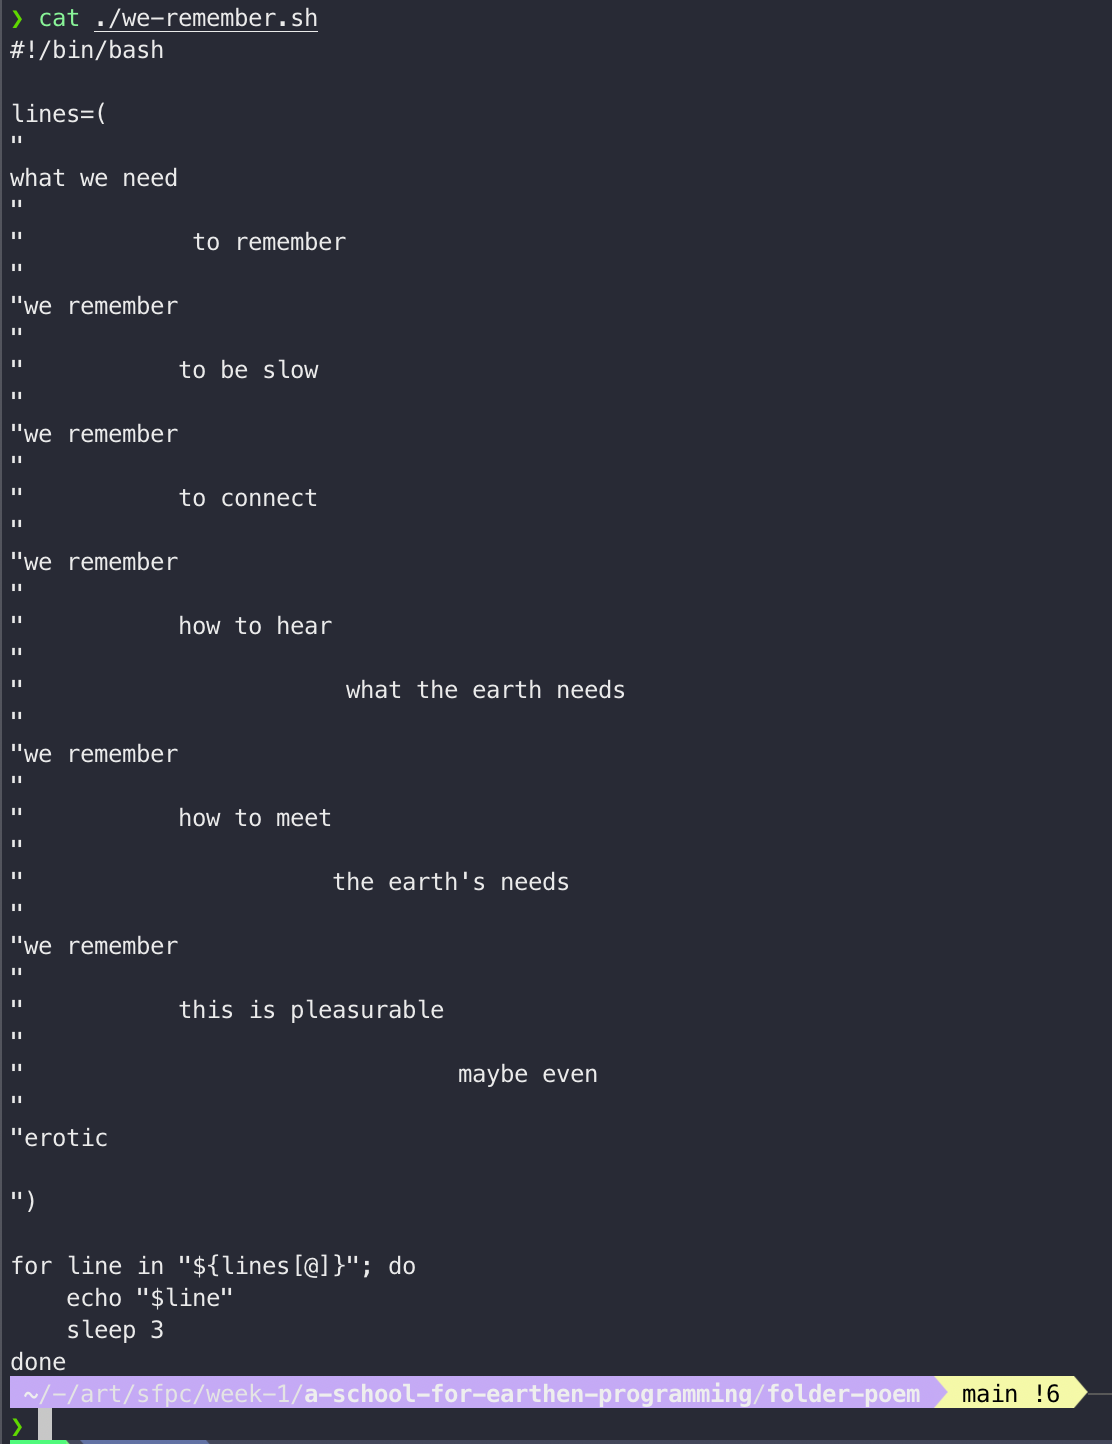 ❯ cat ./we-remember.sh
#!/bin/bash

lines=(
"
what we need
"
"            to remember
"
"we remember
"
"           to be slow
"
"we remember
"
"           to connect
"
"we remember
"
"           how to hear
"
"                       what the earth needs
"
"we remember
"
"           how to meet
"
"                      the earth's needs
"
"we remember
"
"           this is pleasurable
"
"                               maybe even
"
"erotic

")

for line in "${lines[@]}"; do
    echo "$line"
    sleep 3
done
~/-/art/sfpc/week-1/a-school-for-earthen-programming/folder-poem main !6
❯